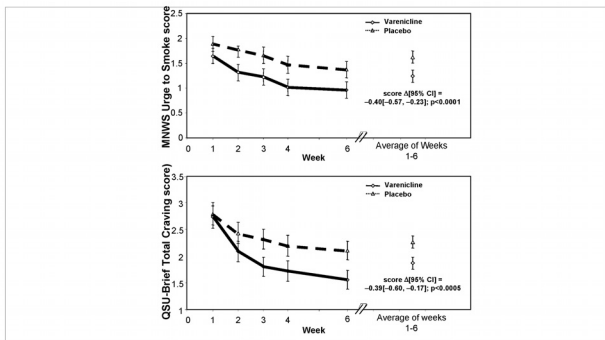 MNWS Urge to Smoke score)
2.5
2
1.5
1
0.5
0
0 1 2 3 4 6
Week
Varenicline
Placebo
score Δ[95% CI] =
–0.40[–0.57, –0.23]; p<0.0001
Average of Weeks
1-6
QSU-Brief Total Craving score)
3.5
3
2.5
2
1.5
1
0 1 2 3 4 6
Week
Varenicline
Placebo
score Δ[95% CI] =
–0.39[–0.60, –0.17]; p<0.0005
Average of weeks
1-6